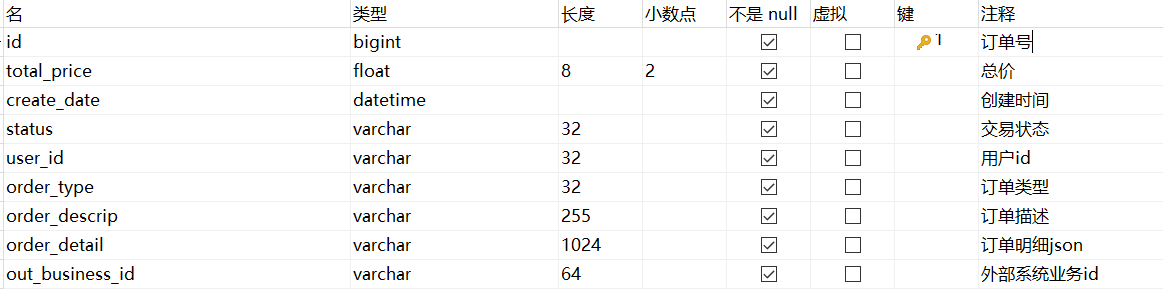 名 类型 长度 小数点 不是 null 虚拟 键 注释
id bigint 1 订单号
total_price float 8 2 总价
create_date datetime 创建时间
status varchar 32 交易状态
user_id varchar 32 用户id
order_type varchar 32 订单类型
order_descrip varchar 255 订单描述
order_detail varchar 1024 订单明细json
out_business_id varchar 64 外部系统业务id